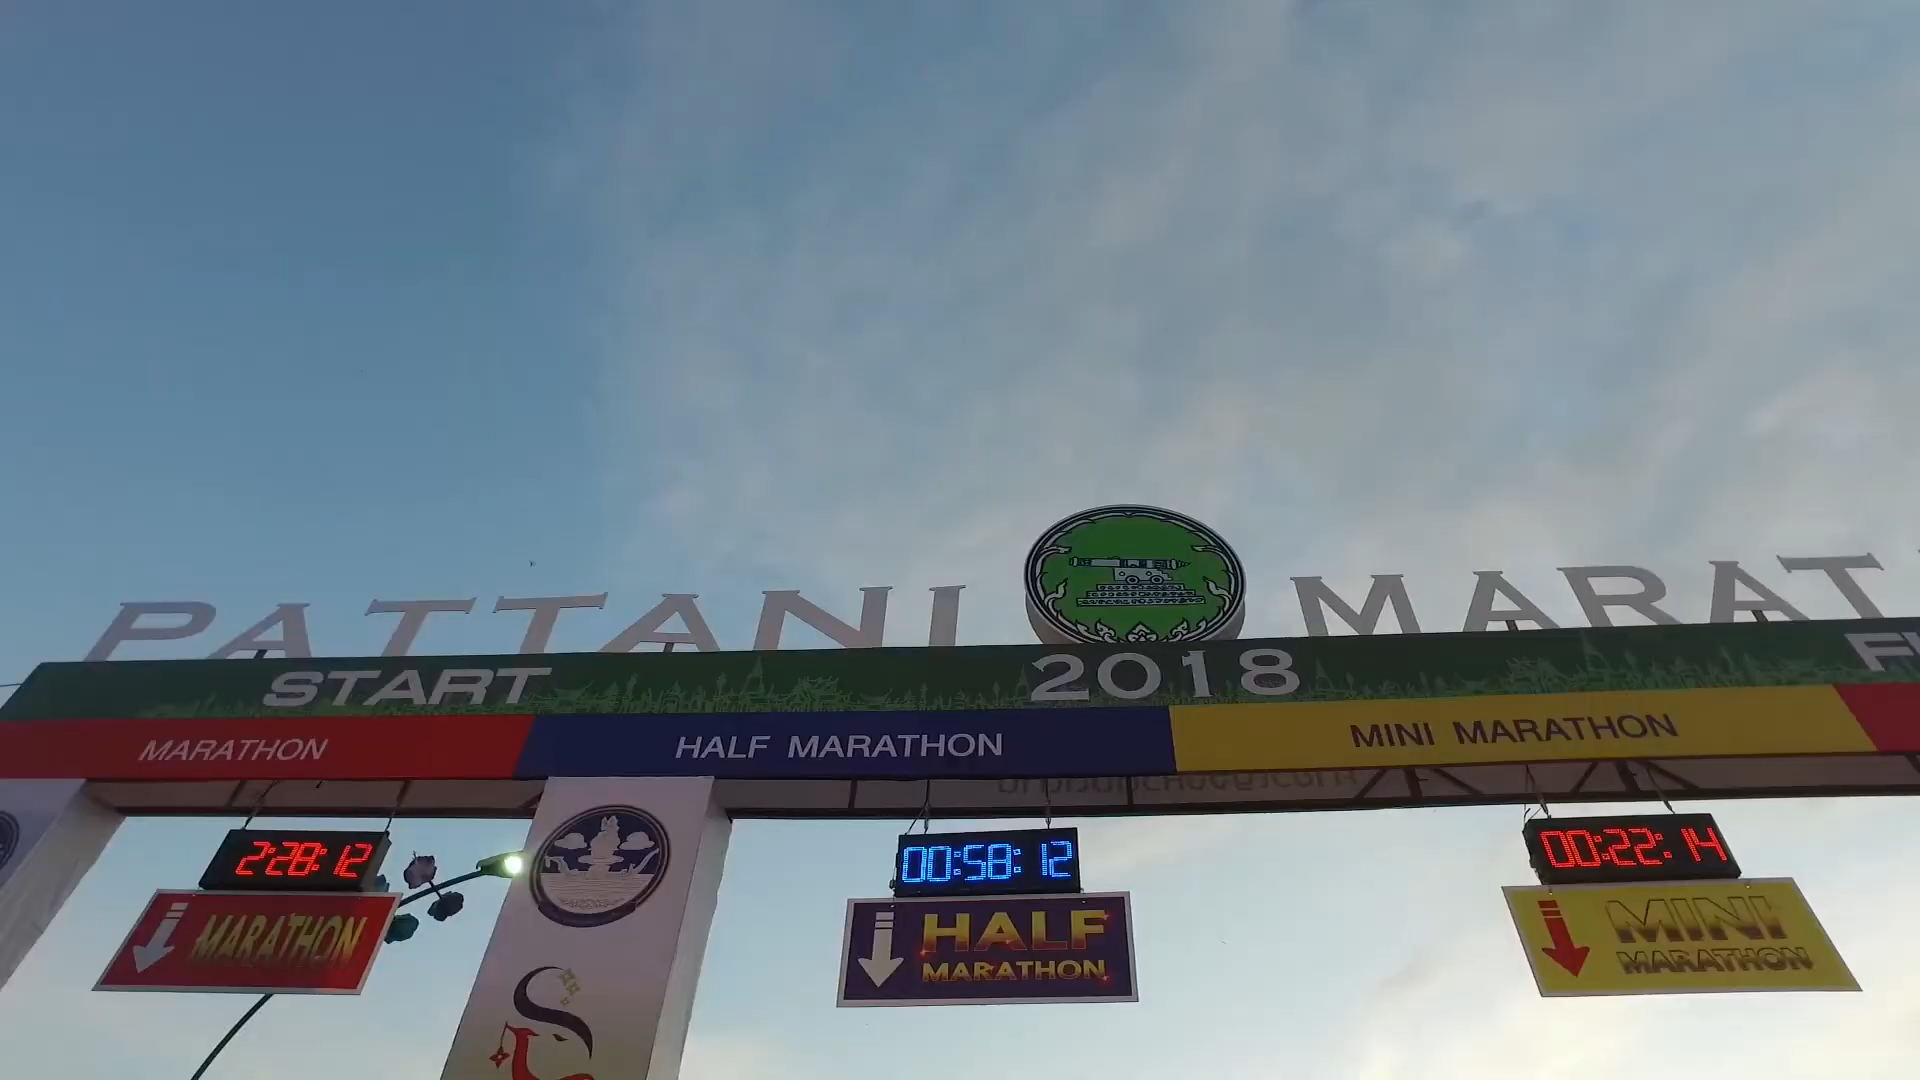 PATTANI MARAT
START 2018
MARATHON HALF MARATHON MINI MARATHON
2:28:12
MARATHON
00:58:12
HALF
MARATHON
00:22:14
MINI
MARATHON